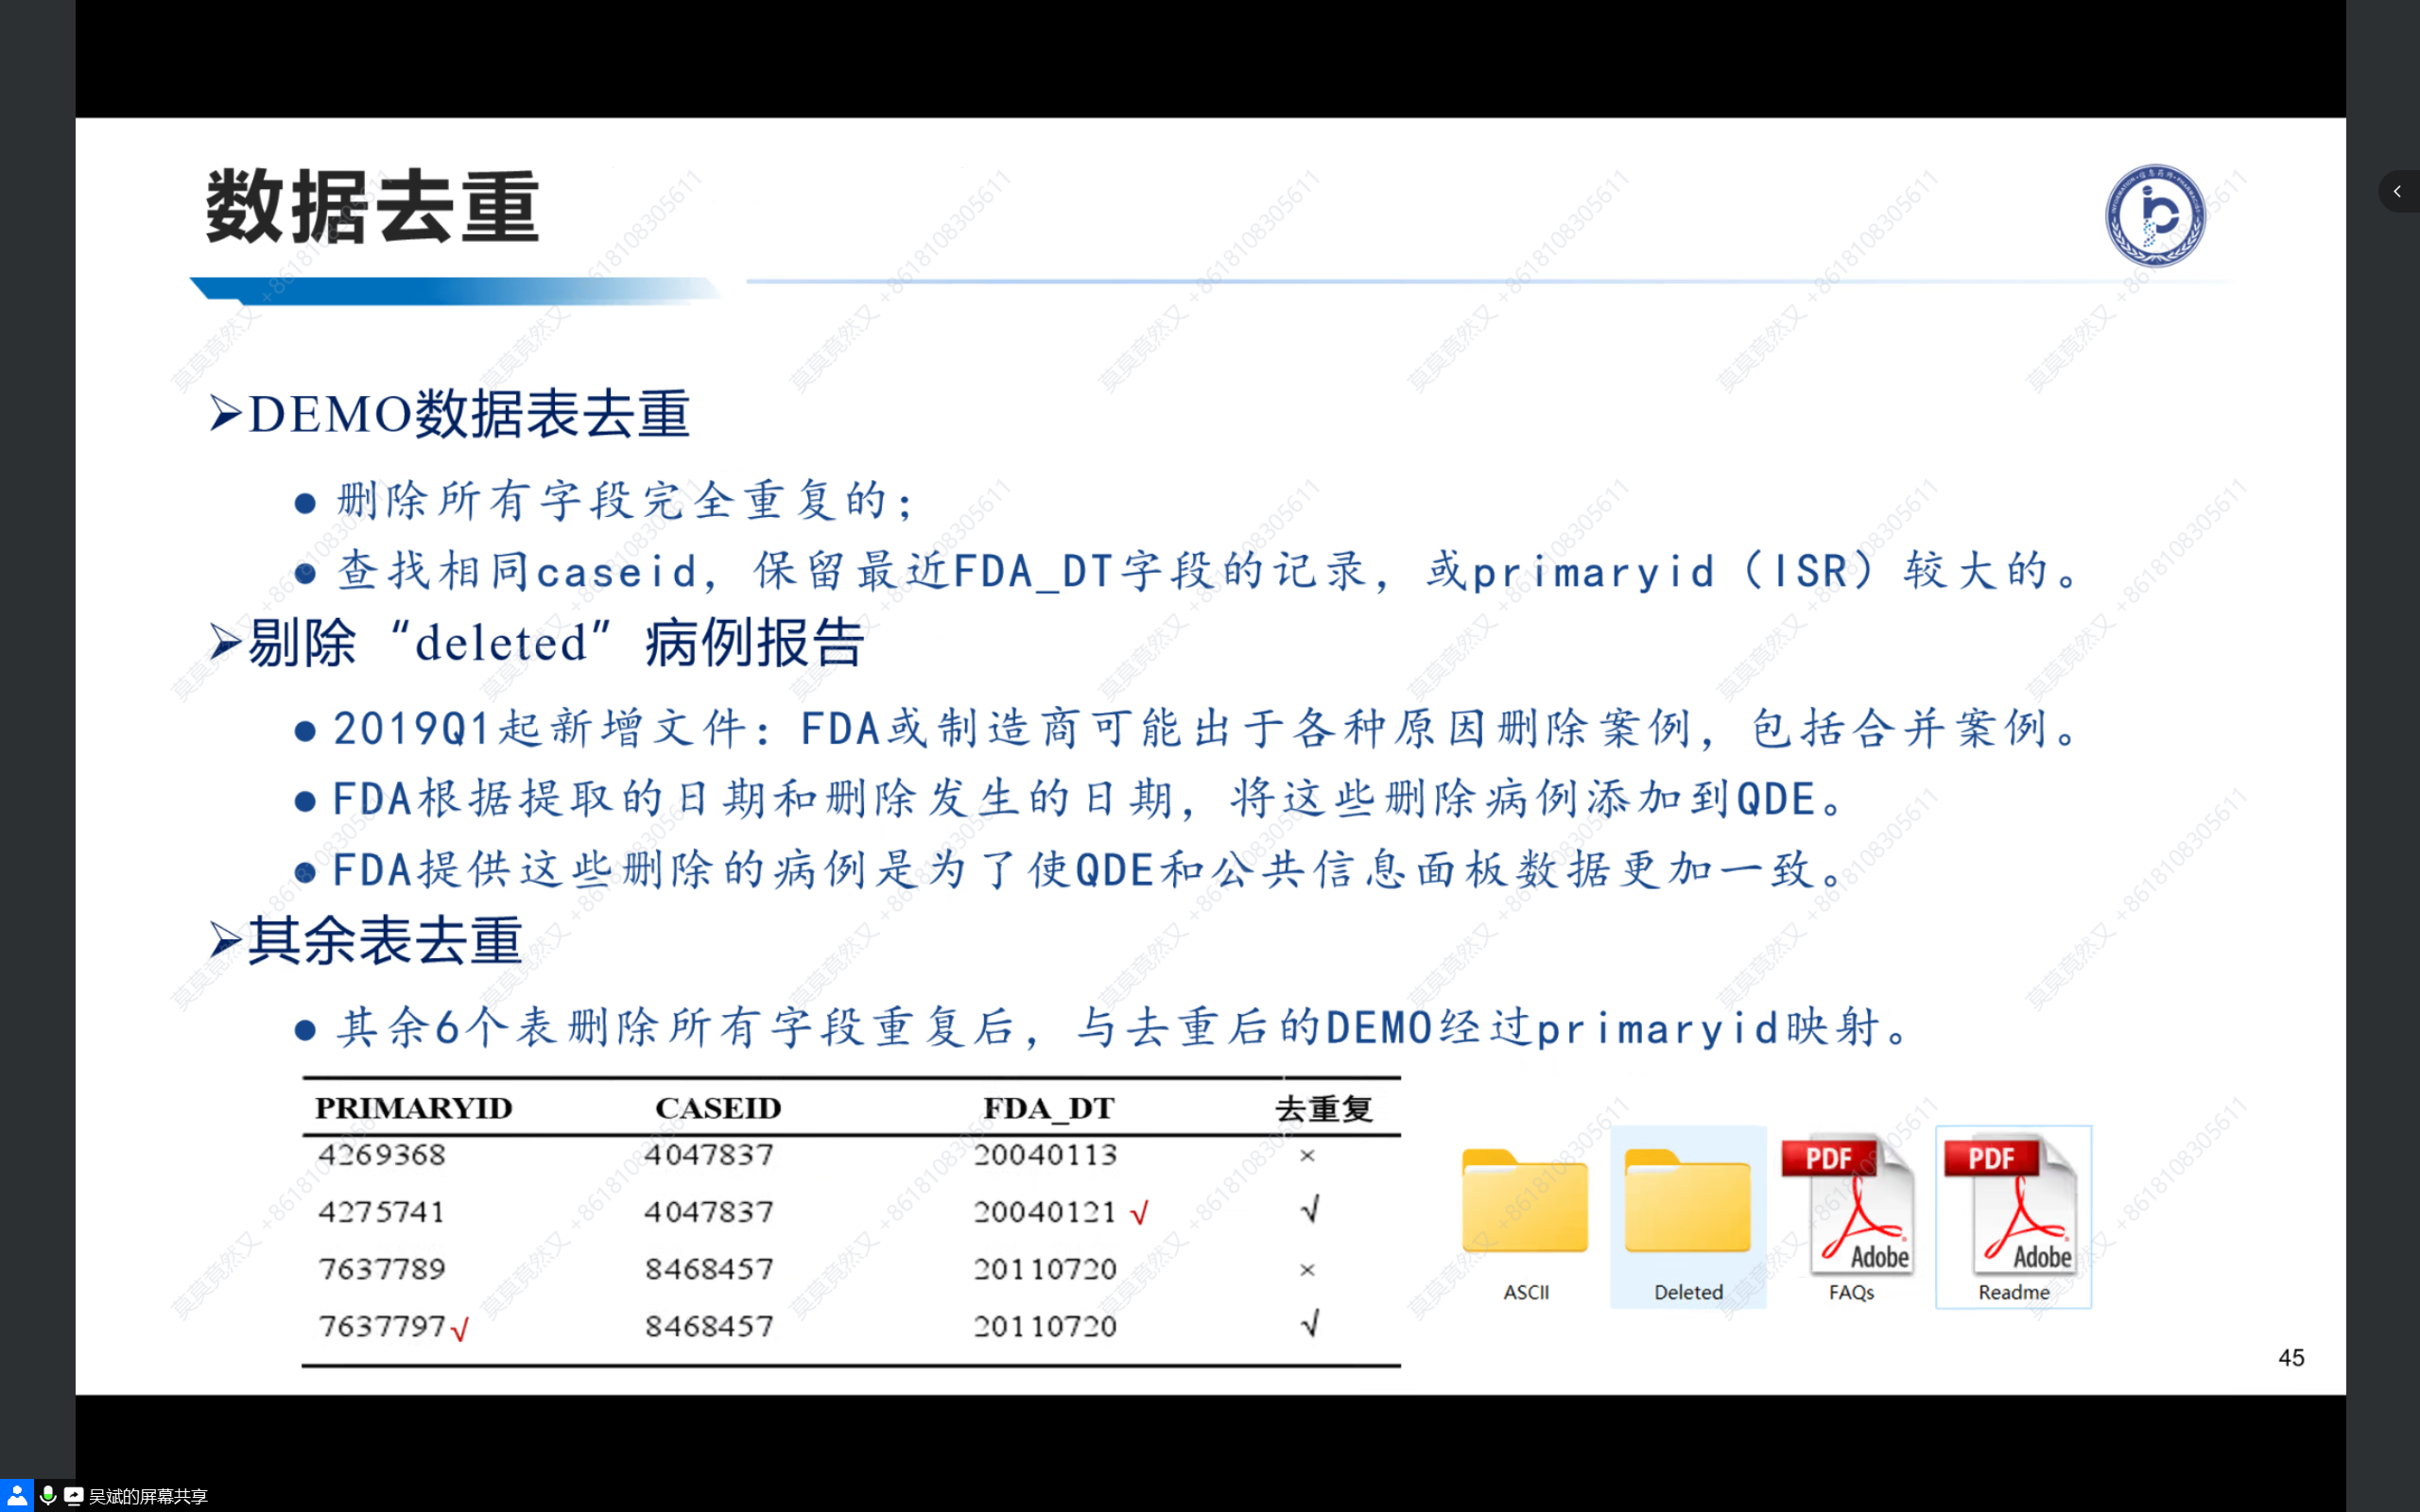 数据去重
➢DEMO数据表去重
● 删除所有字段完全重复的；
● 查找相同caseid，保留最近FDA_DT字段的记录，或primaryid（ISR）较大的。
➢剔除“deleted”病例报告
● 2019Q1起新增文件：FDA或制造商可能出于各种原因删除案例，包括合并案例。
● FDA根据提取的日期和删除发生的日期，将这些删除病例添加到QDE。
● FDA提供这些删除的病例是为了使QDE和公共信息面板数据更加一致。
➢其余表去重
● 其余6个表删除所有字段重复后，与去重后的DEMO经过primaryid映射。
PRIMARYID CASEID FDA_DT 去重复
4269368 4047837 20040113 ×
4275741 4047837 20040121 √ √
7637789 8468457 20110720 ×
7637797 √ 8468457 20110720 √
PDF Adobe PDF Adobe
ASCII Deleted FAQs Readme
45
吴斌的屏幕共享
莫莫竟然又 +8618108305611